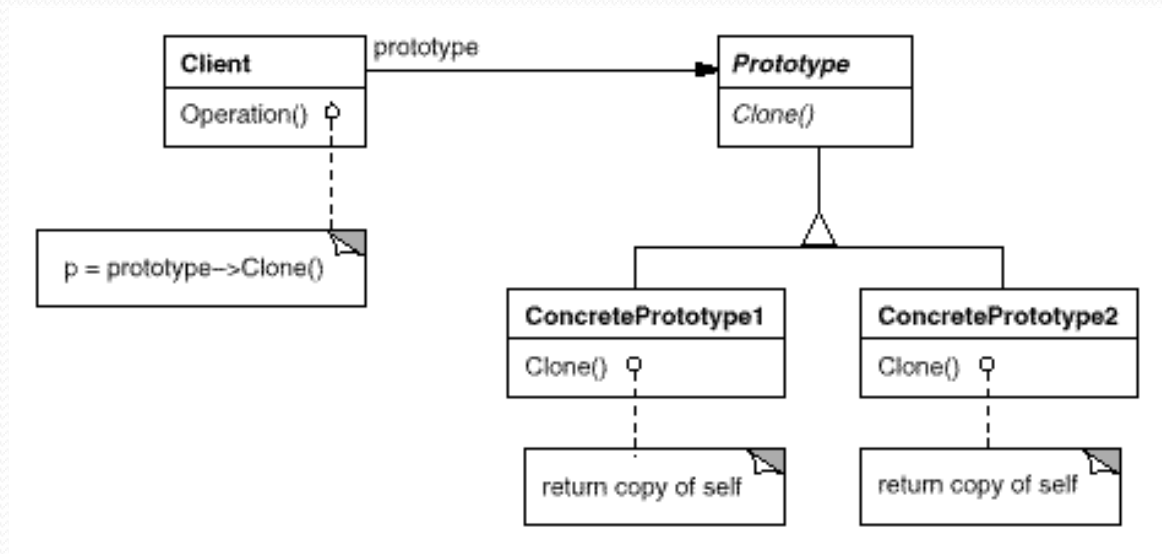 Client
prototype
Prototype
Operation()
Clone()
p = prototype–>Clone()
ConcretePrototype1
ConcretePrototype2
Clone()
Clone()
return copy of self
return copy of self